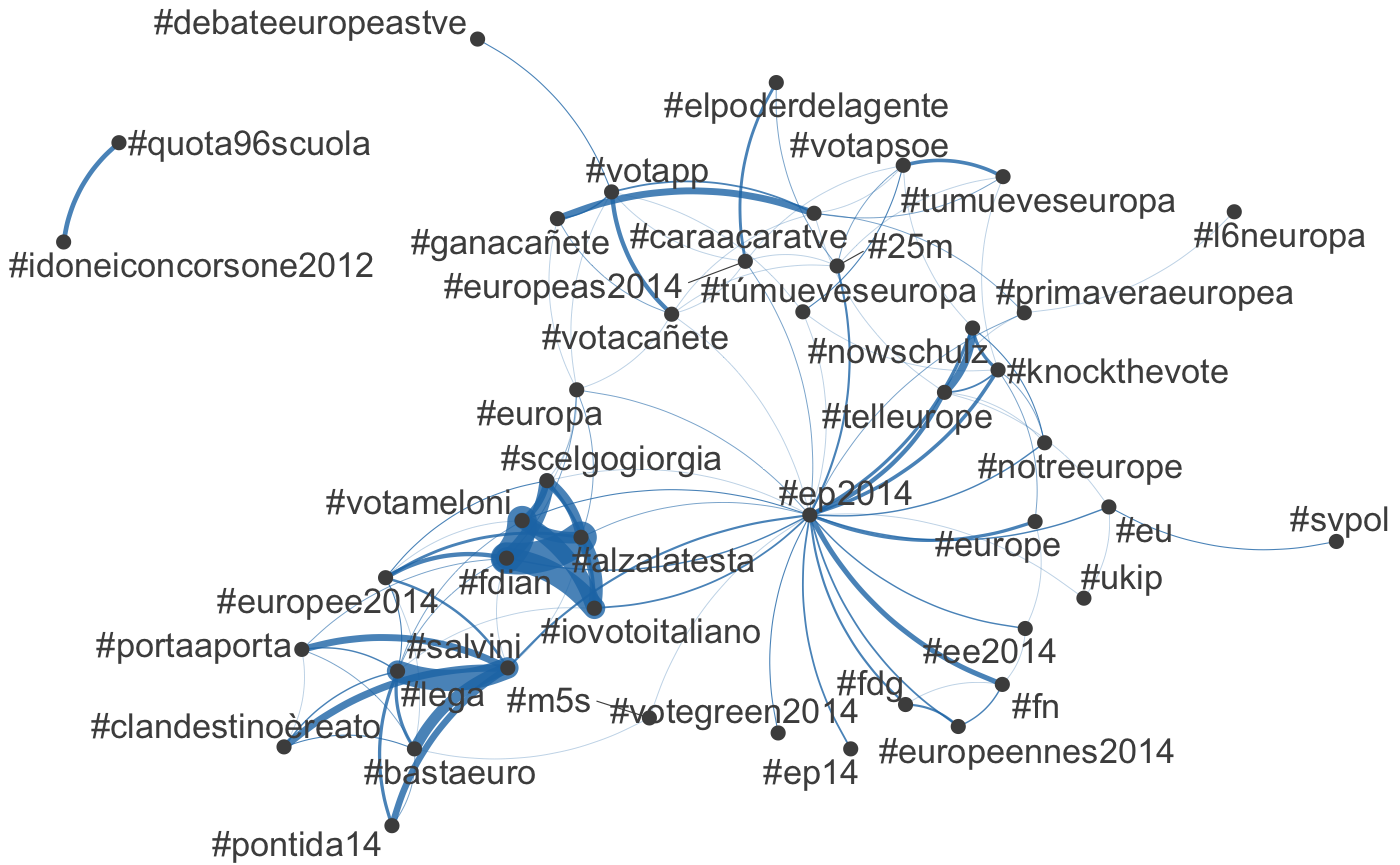 #debateeuropeastve
#elpoderdelagente
#quota96scuola
#votapsoe
#votapp
#tumueveseuropa
#ganacañete
#caraacaratve
#25m
#l6neuropa
#idoneiconcorsone2012
#europeas2014
#túmueveseuropa
#primaveraeuropea
#votacañete
#nowschulz
#knockthevote
#europa
#telleurope
#scelgogiorgia
#notreeurope
#votameloni
#ep2014
#svpol
#eu
#europe
#alzalatesta
#fdian
#ukip
#europee2014
#iovotoitaliano
#portaaporta
#salvini
#ee2014
#lega
#m5s
#fdg
#votegreen2014
#fn
#clandestinoèreato
#europeennes2014
#bastaeuro
#ep14
#pontida14